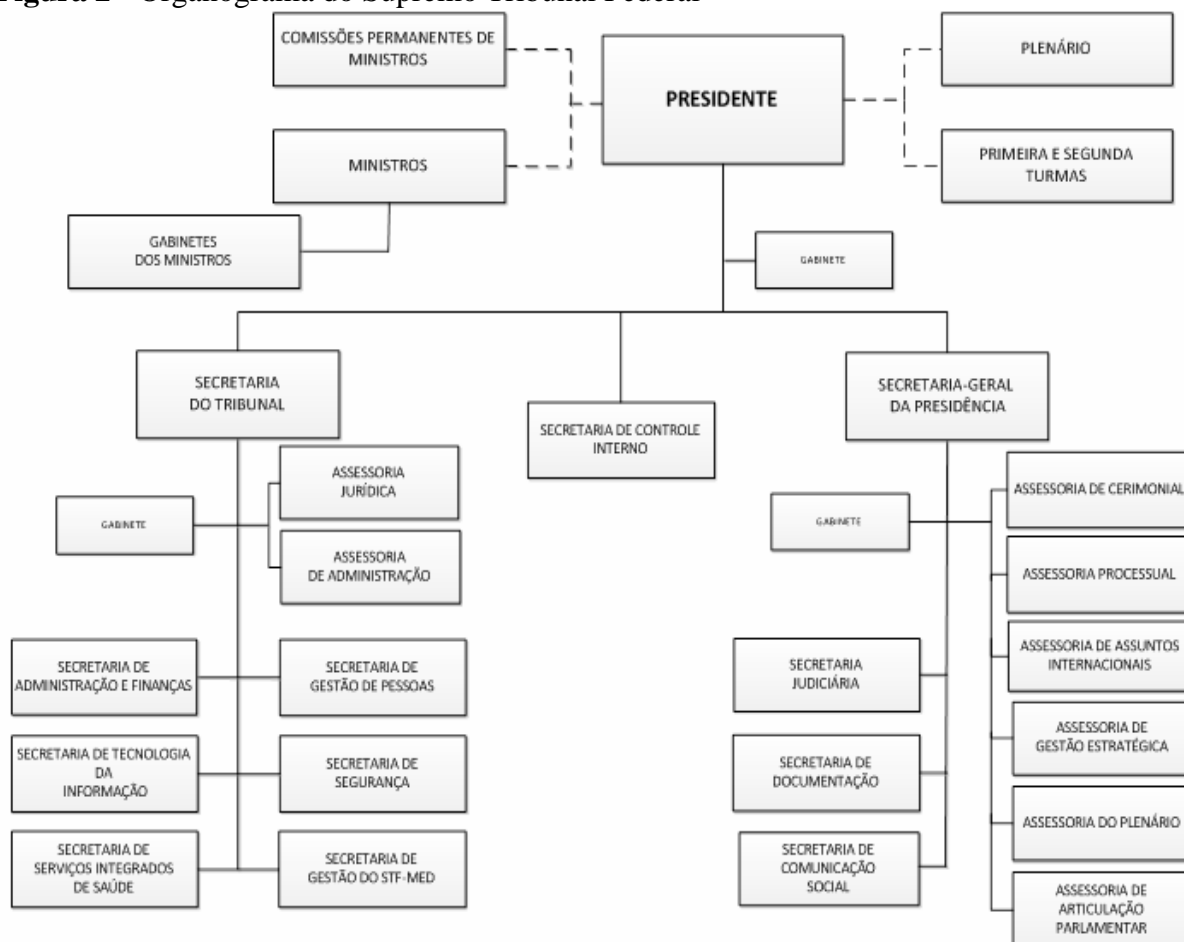 Figura 2 – Organograma do Supremo Tribunal Federal
COMISSÕES PERMANENTES DE
MINISTROS
PRESIDENTE
PLENÁRIO
MINISTROS
PRIMEIRA E SEGUNDA
TURMAS
GABINETES
DOS MINISTROS
GABINETE
SECRETARIA
DO TRIBUNAL
SECRETARIA DE CONTROLE
INTERNO
SECRETARIA-GERAL
DA PRESIDÊNCIA
GABINETE
ASSESSORIA
JURÍDICA
ASSESSORIA
DE ADMINISTRAÇÃO
SECRETARIA DE
ADMINISTRAÇÃO E FINANÇAS
SECRETARIA DE
GESTÃO DE PESSOAS
SECRETARIA DE TECNOLOGIA
DA
INFORMAÇÃO
SECRETARIA DE
SEGURANÇA
SECRETARIA DE
SERVIÇOS INTEGRADOS
DE SAÚDE
SECRETARIA DE
GESTÃO DO STF-MED
GABINETE
ASSESSORIA DE CERIMONIAL
ASSESSORIA PROCESSUAL
ASSESSORIA DE ASSUNTOS
INTERNACIONAIS
ASSESSORIA DE
GESTÃO ESTRATÉGICA
ASSESSORIA DO PLENÁRIO
ASSESSORIA DE
ARTICULAÇÃO
PARLAMENTAR
SECRETARIA
JUDICIÁRIA
SECRETARIA DE
DOCUMENTAÇÃO
SECRETARIA DE
COMUNICAÇÃO
SOCIAL